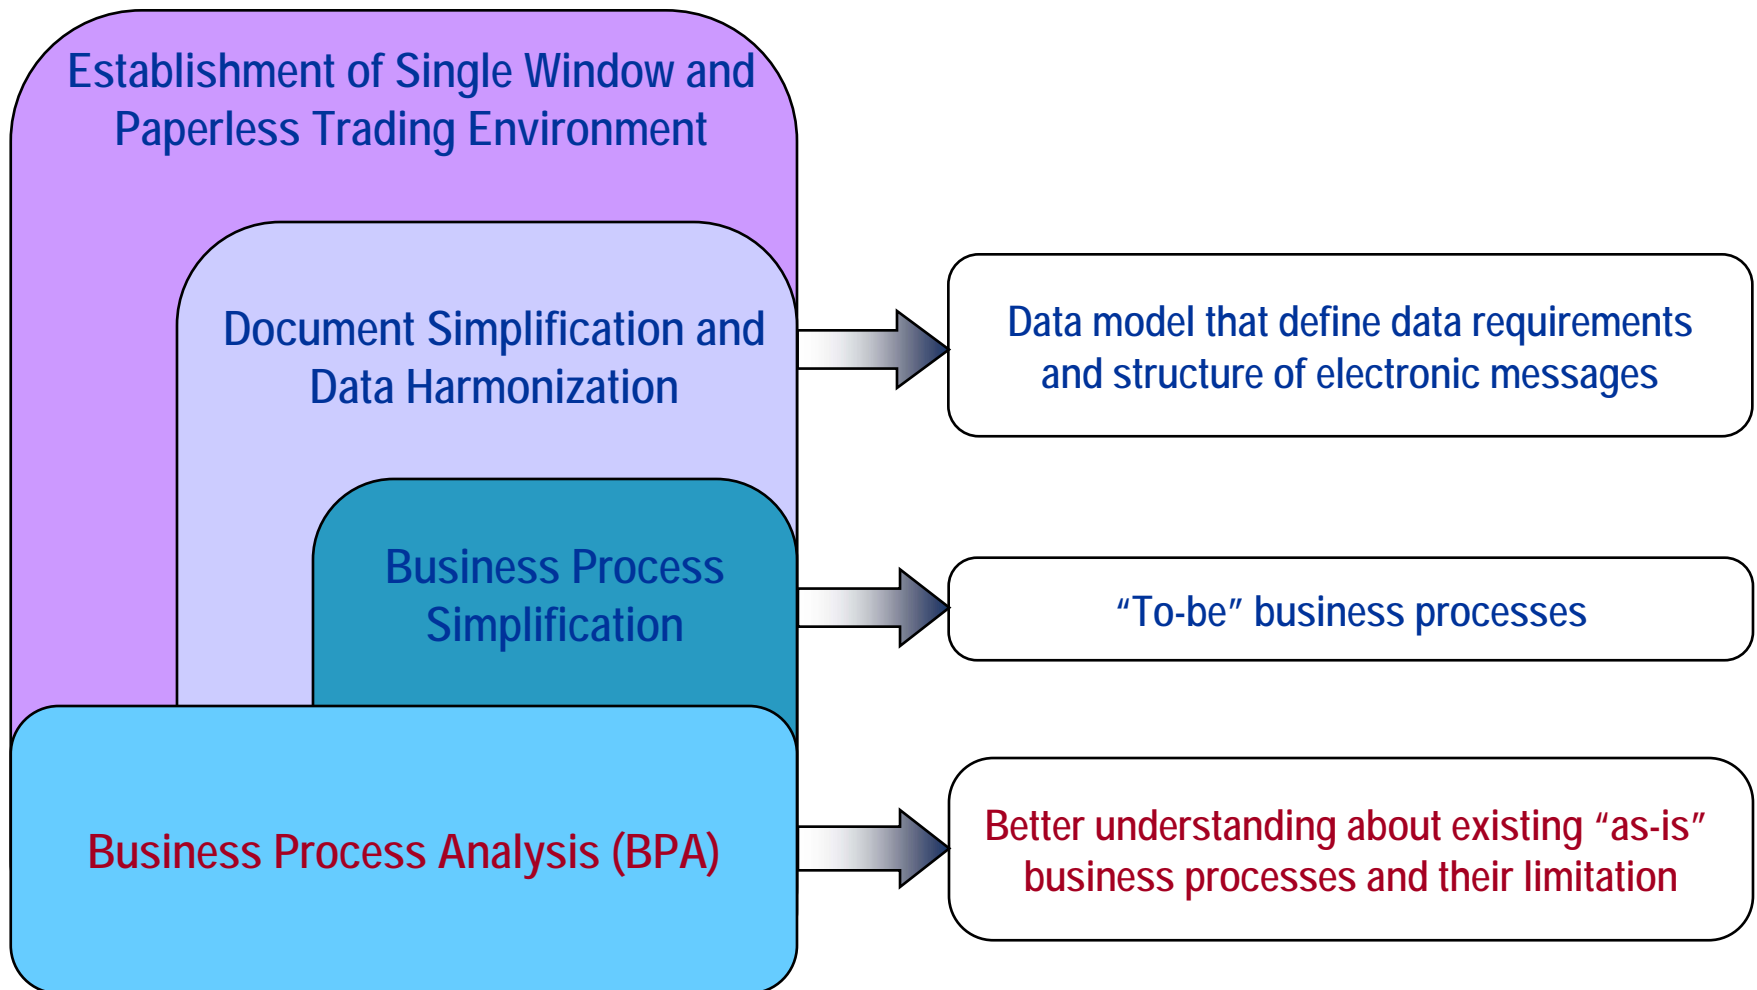 Establishment of Single Window and
Paperless Trading Environment
Document Simplification and
Data Harmonization
Data model that define data requirements
and structure of electronic messages
Business Process
Simplification
“To-be” business processes
Business Process Analysis (BPA)
Better understanding about existing “as-is”
business processes and their limitation